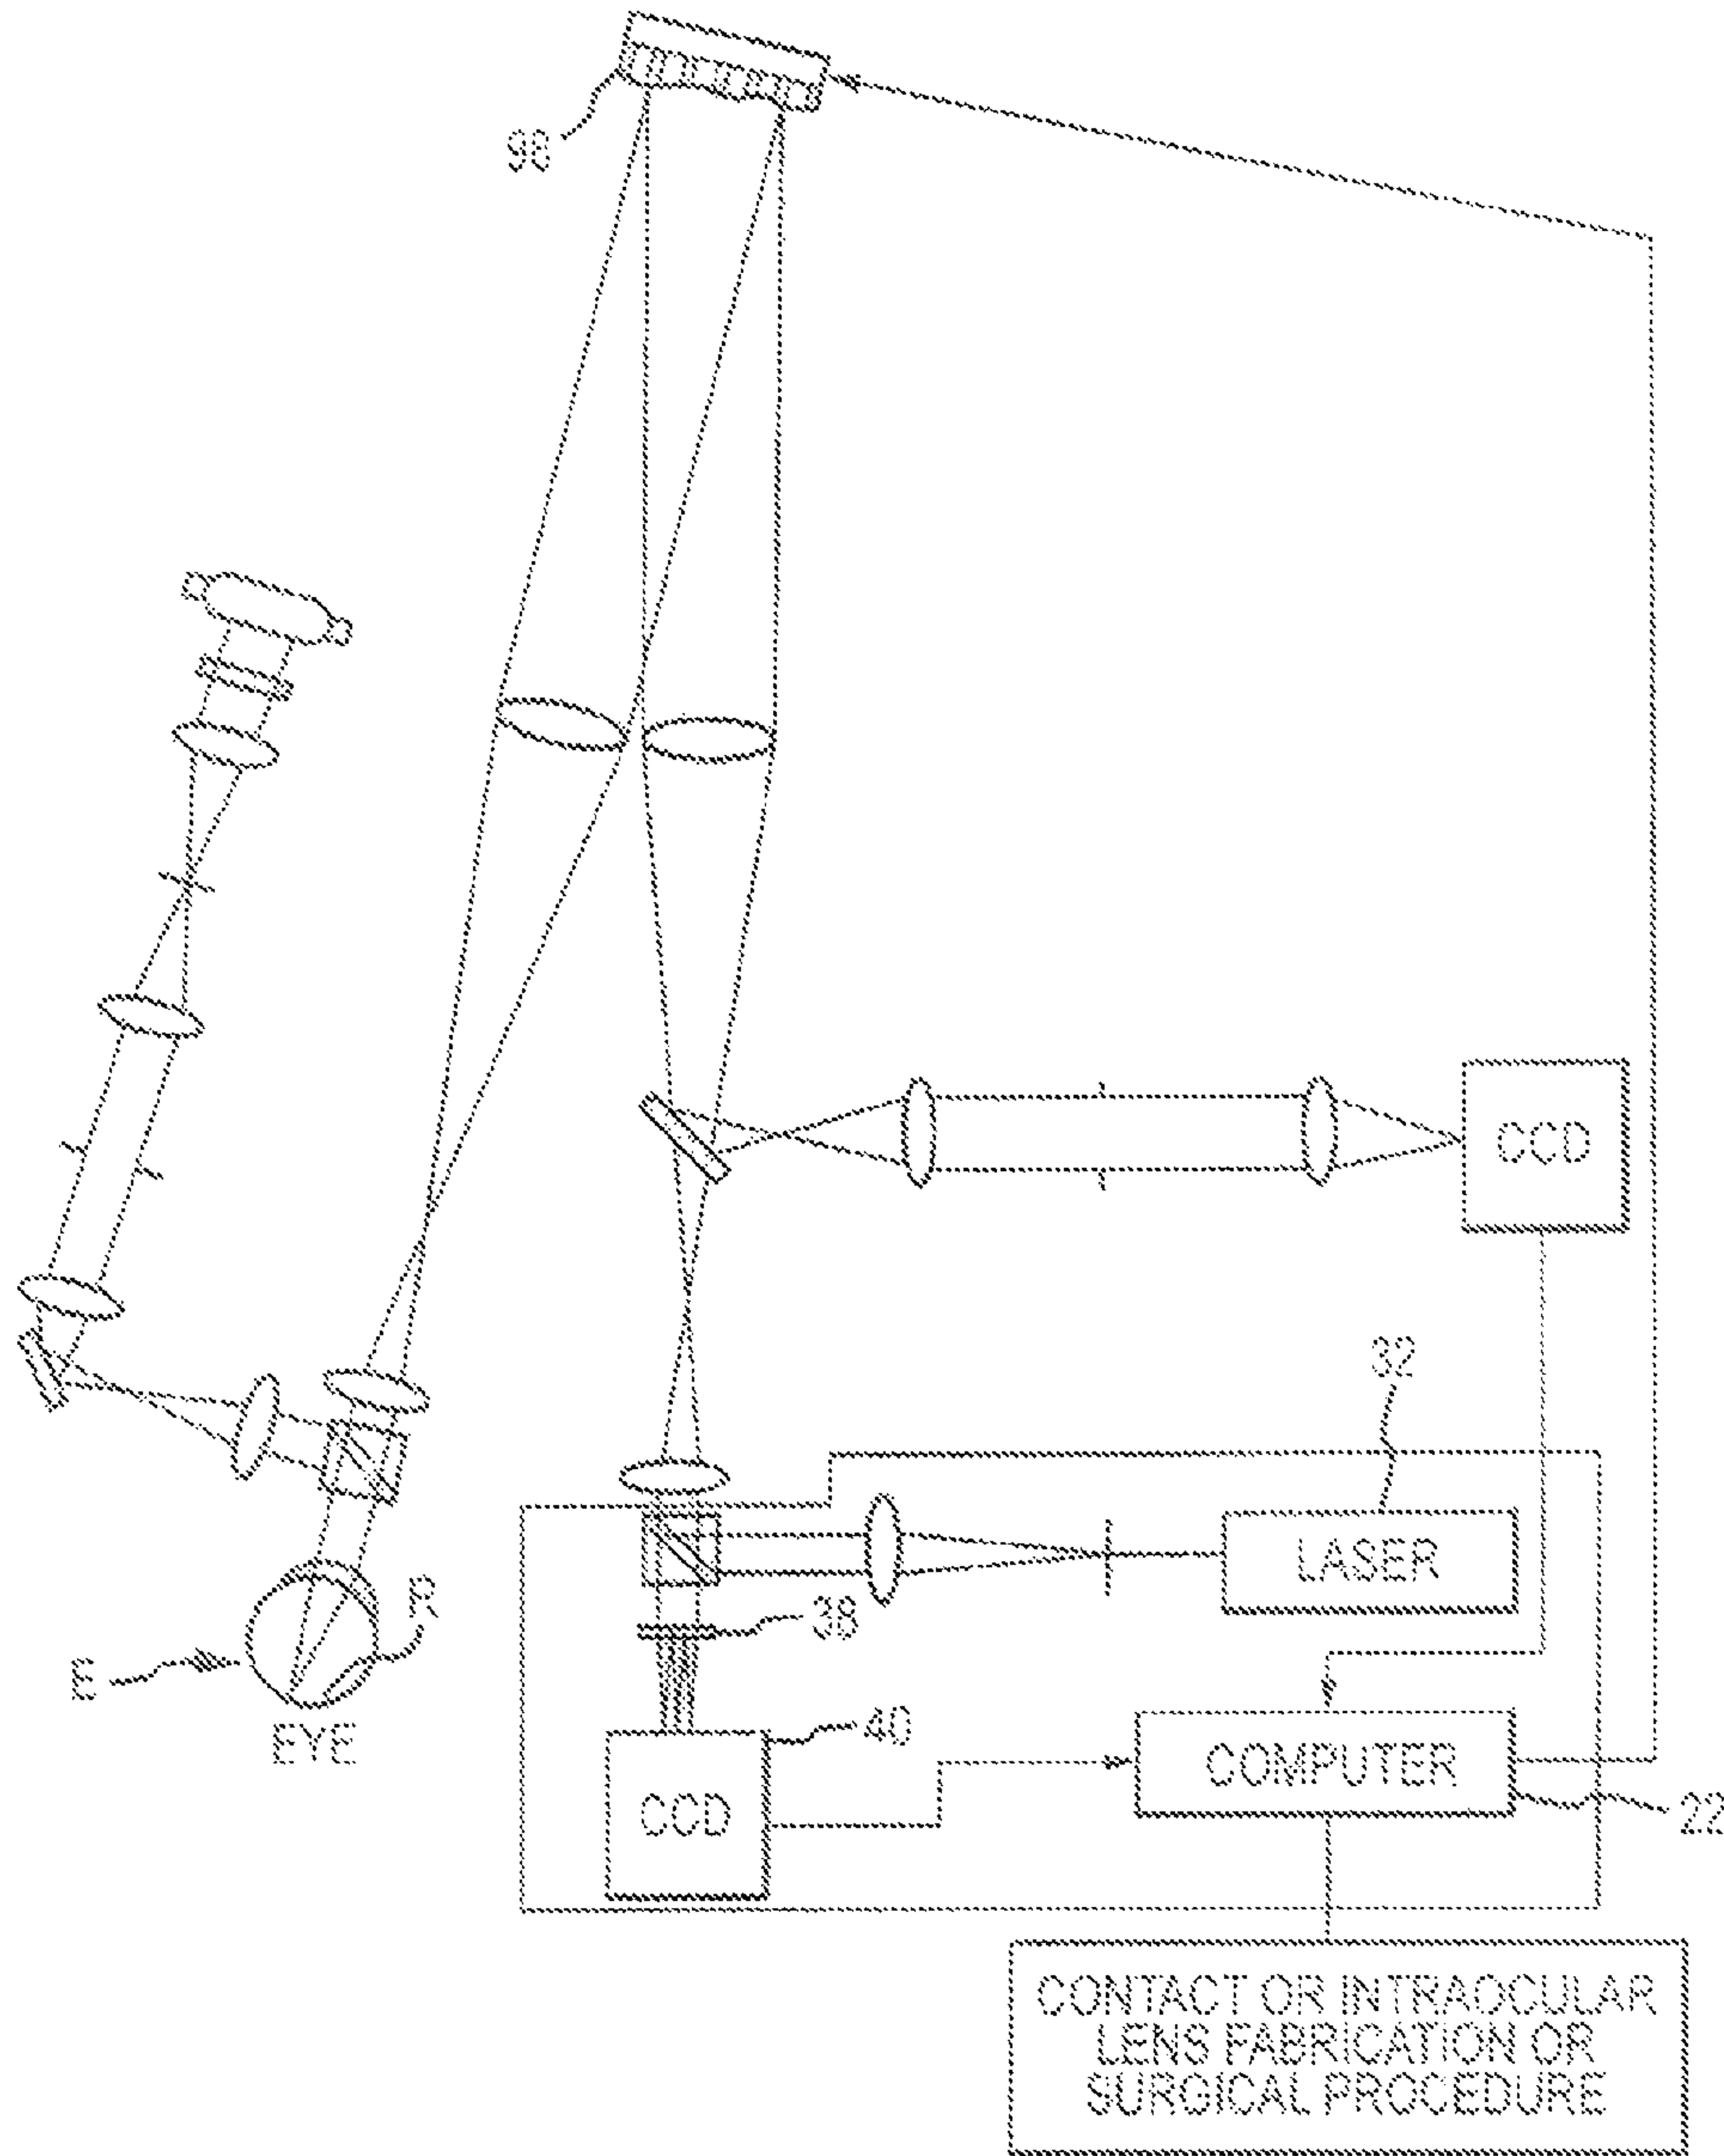 98
CCD
32
LASER
R
38
E
40
EYE
COMPUTER
CCD
22
CONTACT OR INTRAOCULAR
LENS FABRICATION OR
SURGICAL PROCEDURE